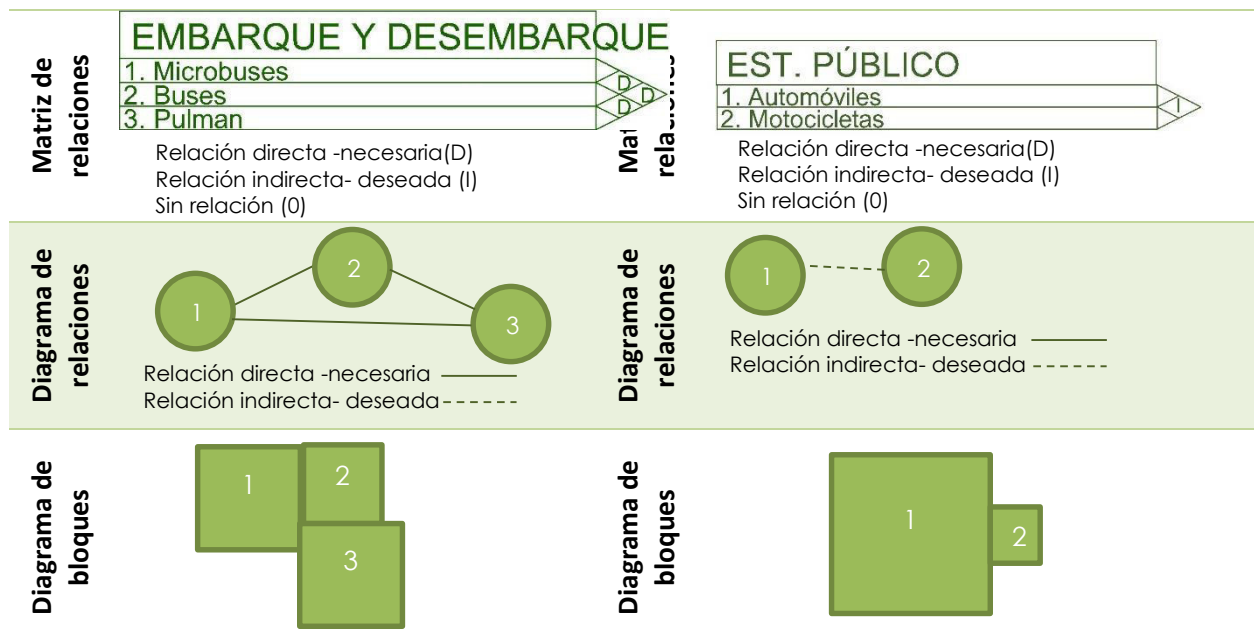 Matriz de
relaciones
EMBARQUE Y DESEMBARQUE
1. Microbuses
2. Buses
3. Pulman
D
D
D
Relación directa -necesaria(D)
Relación indirecta- deseada (I)
Sin relación (0)
Matriz de
relaciones
EST. PÚBLICO
1. Automóviles
2. Motocicletas
I
Relación directa -necesaria(D)
Relación indirecta- deseada (I)
Sin relación (0)
Diagrama de
relaciones
1
2
3
Relación directa -necesaria
Relación indirecta- deseada
Diagrama de
relaciones
1
2
Relación directa -necesaria
Relación indirecta- deseada
Diagrama de
bloques
1
2
3
Diagrama de
bloques
1
2